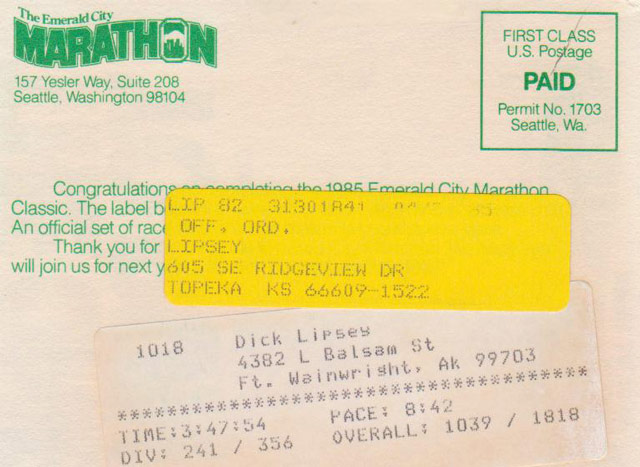 The Emerald City
MARATHON
157 Yesler Way, Suite 208
Seattle, Washington 98104
FIRST CLASS
U.S. Postage
PAID
Permit No. 1703
Seattle, Wa.
Congratulations on completing the 1985 Emerald City Marathon
Classic. The label b
An official set of race
Thank you for
will join us for next y
LIP 82 31301841
OFF. ORD.
LIPSEY
605 SE RIDGEVIEW DR
TOPEKA KS 66609-1522
1018 Dick Lipsey
4382 L Balsam St
Ft. Wainwright, Ak 99703
****************************************
TIME:3:47:54 PACE: 8:42
DIV: 241 / 356 OVERALL: 1039 / 1818